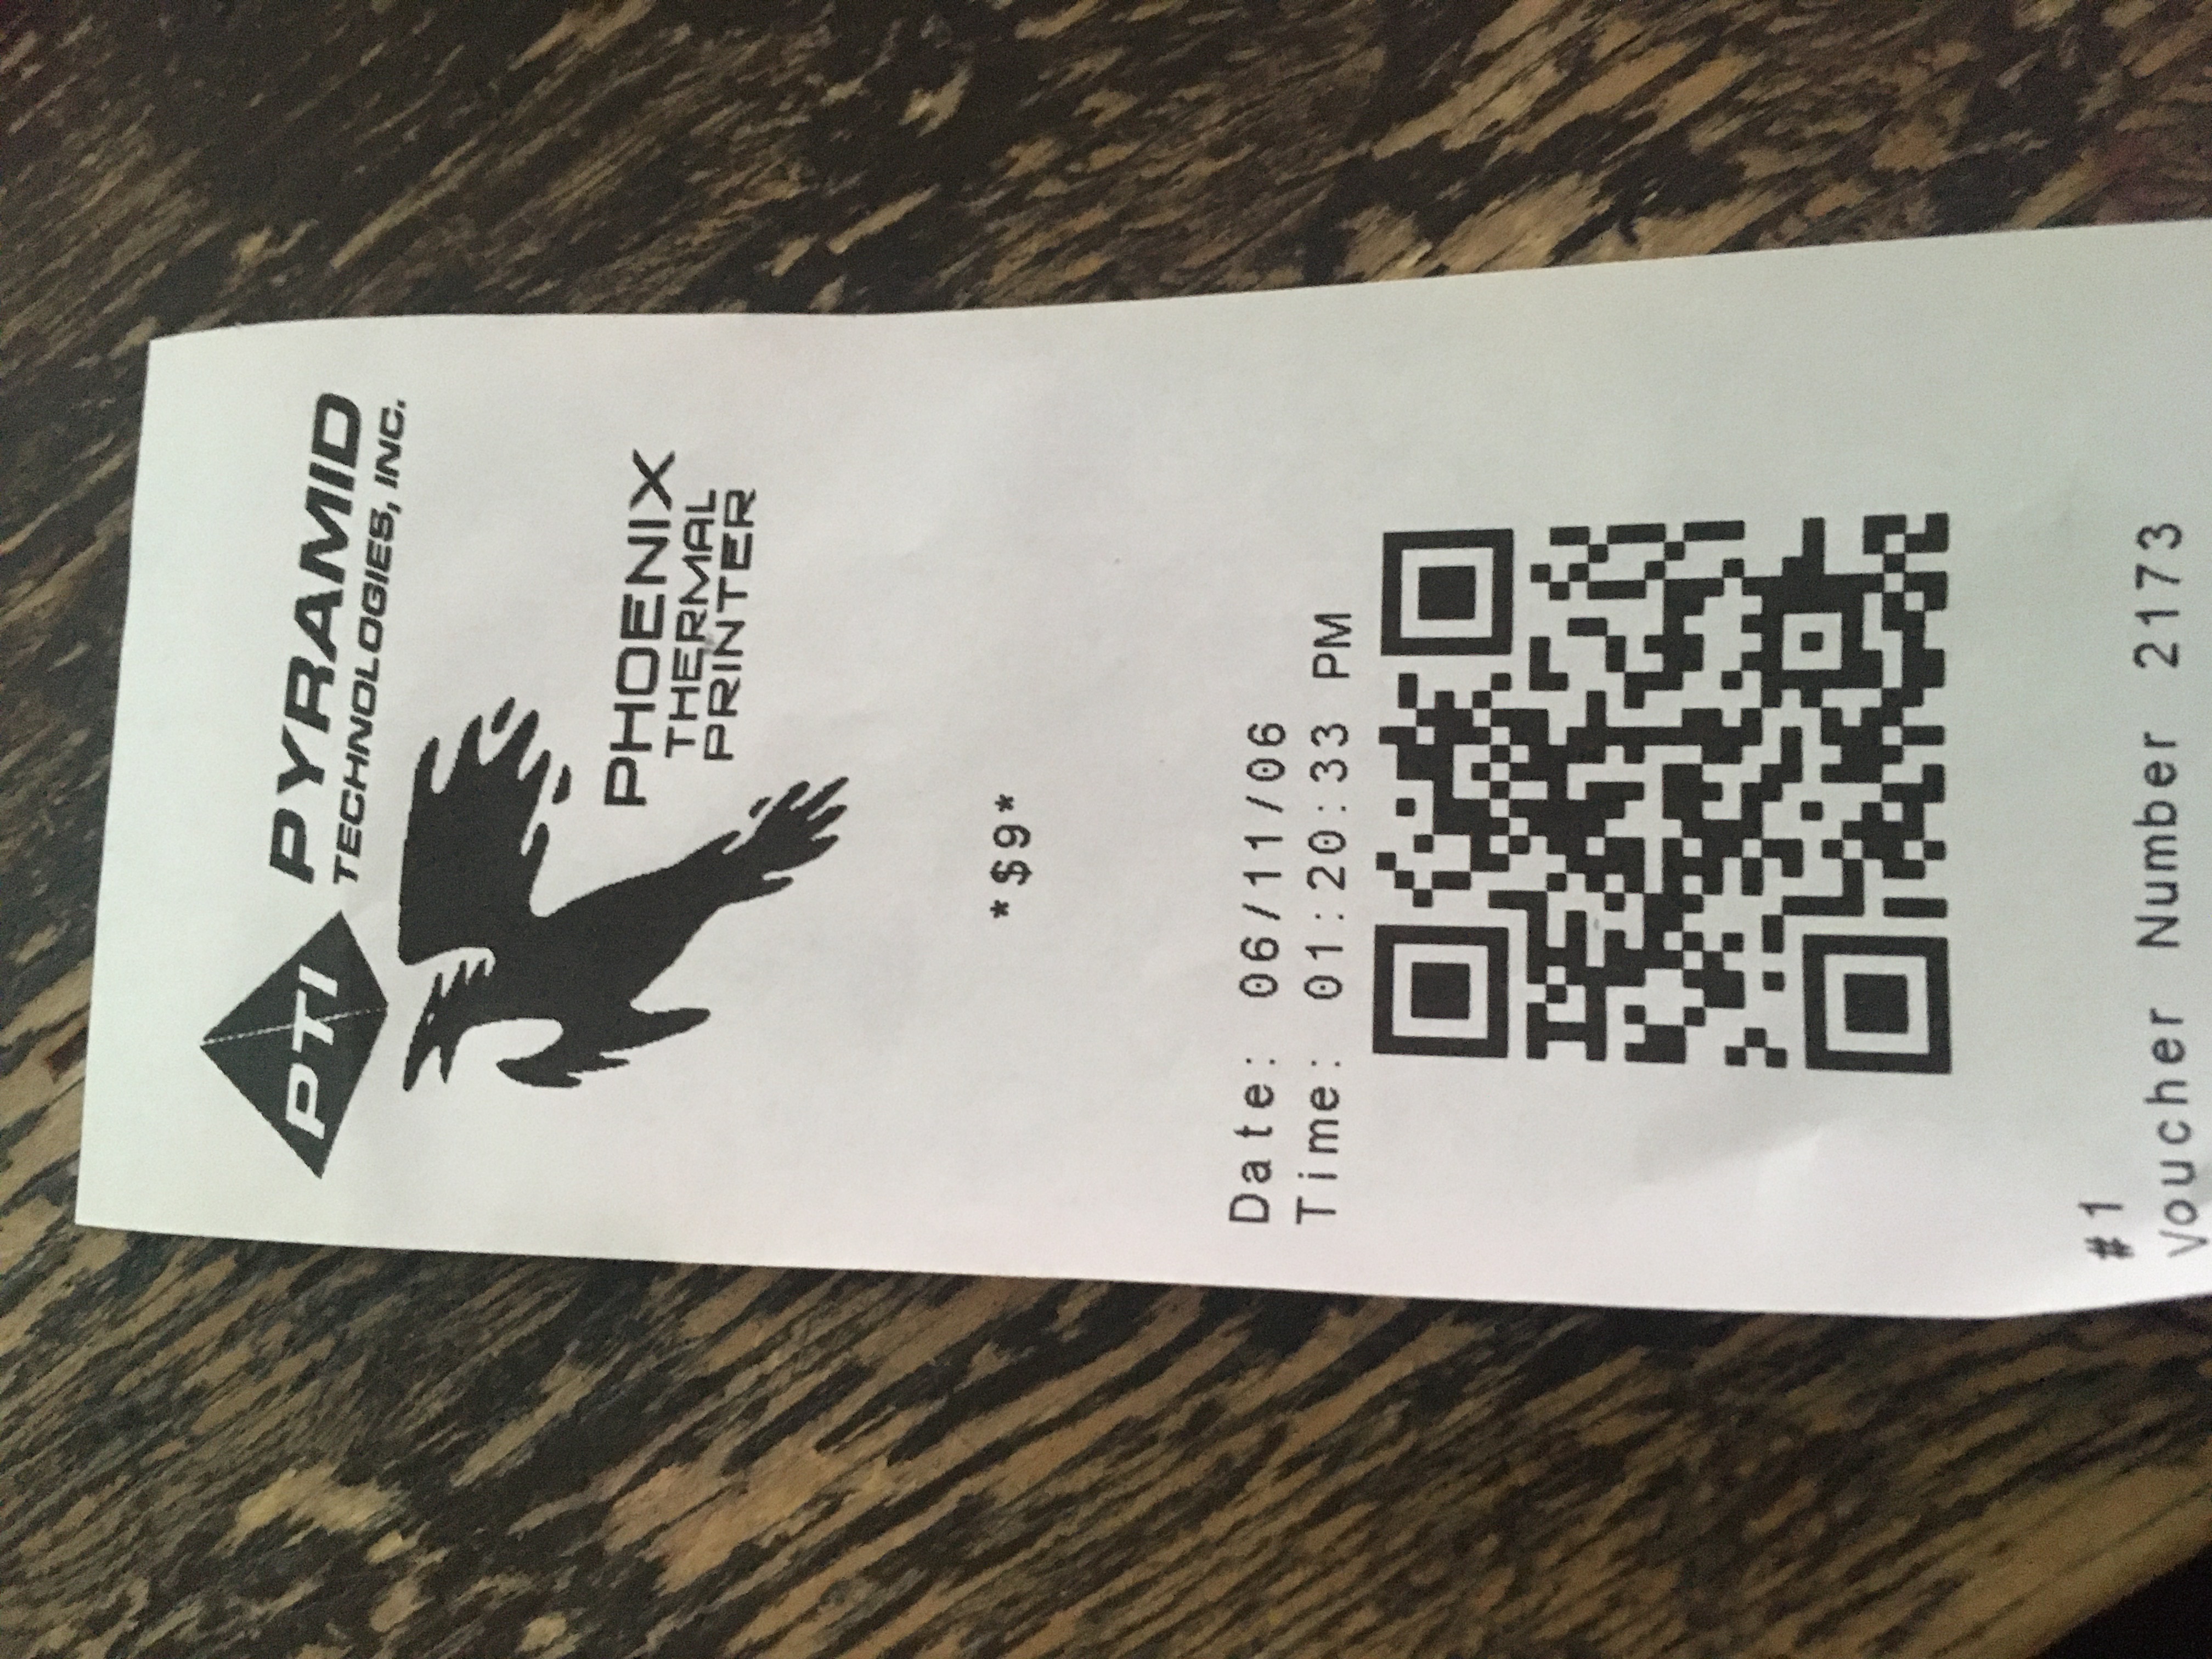 PTI
PYRAMID
TECHNOLOGIES, INC.
PHOENIX
THERMAL
PRINTER
*$9*
Date: 06/11/06
Time: 01:20:33 PM
#1
Voucher Number 2173